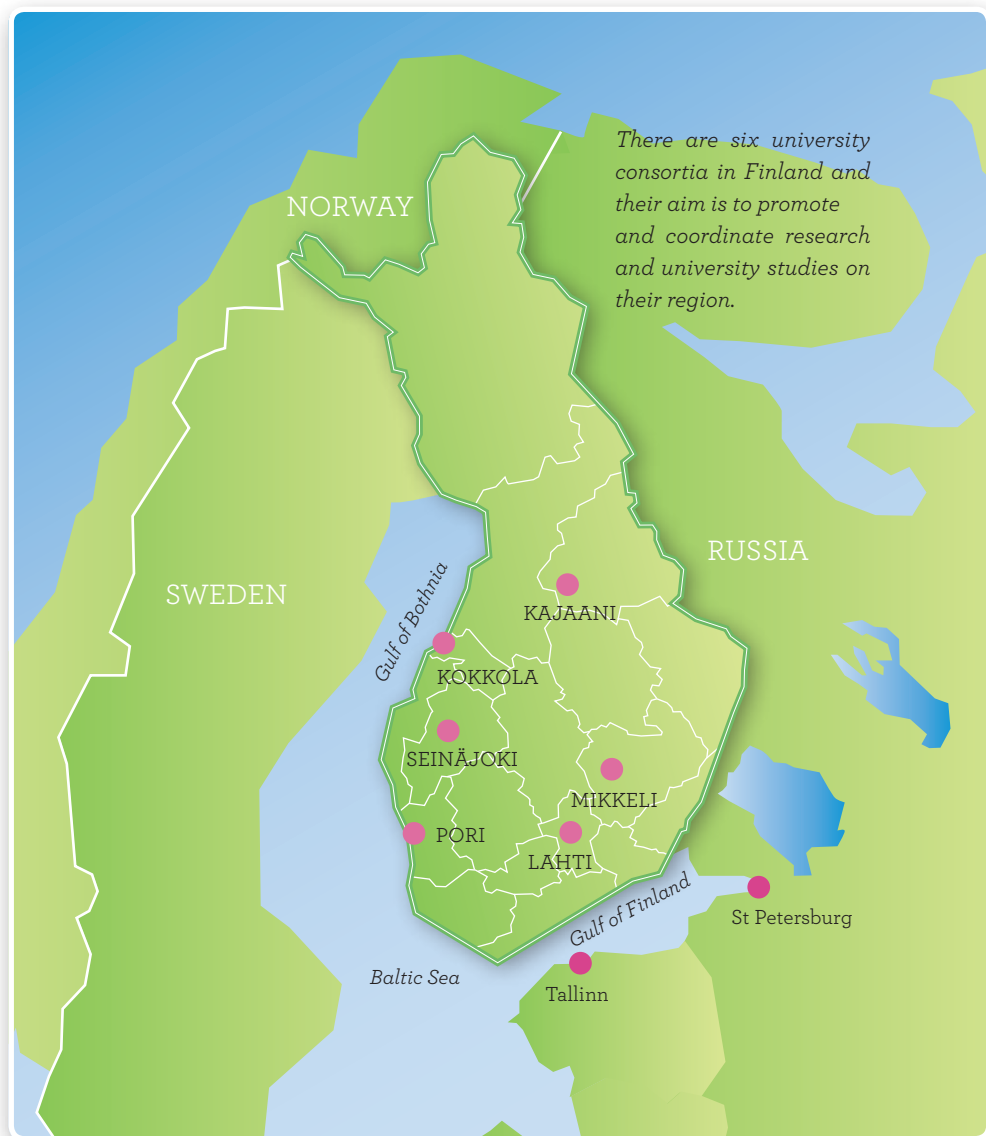 There are six university
consortia in Finland and
their aim is to promote
and coordinate research
and university studies on
their region.
NORWAY
RUSSIA
SWEDEN
Gulf of Bothnia
KAJAANI
KOKKOLA
SEINÄJOKI
MIKKELI
PORI
LAHTI
Gulf of Finland
St Petersburg
Baltic Sea
Tallinn